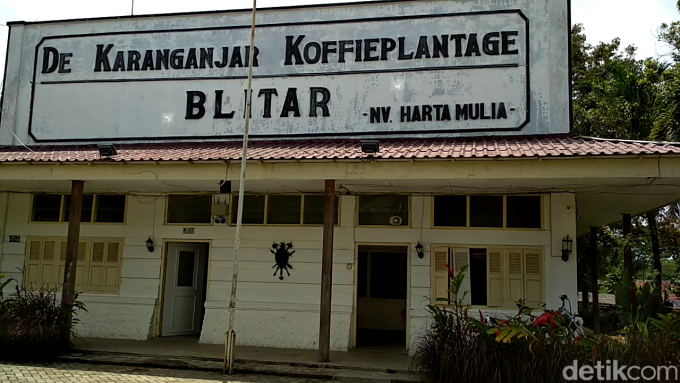 De Karanganjar Koffieplantage
Blitar -NV. Harta Mulia-
detikcom